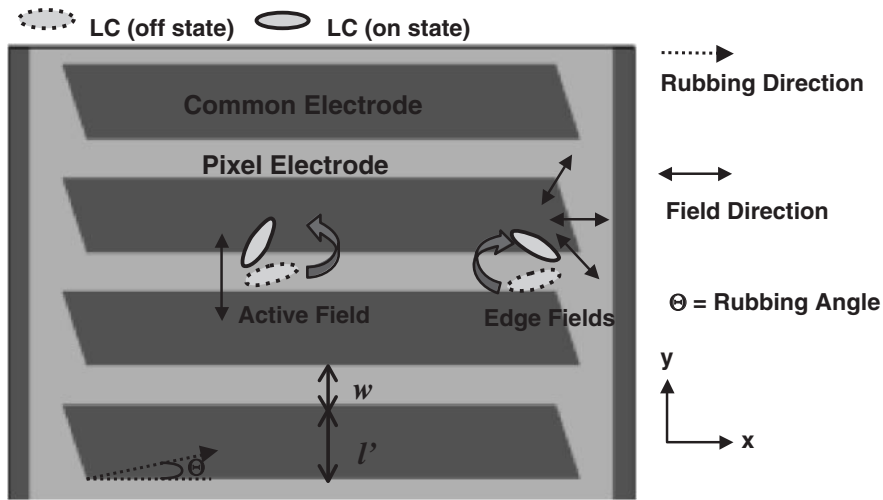 LC (off state) LC (on state)
Rubbing Direction
Common Electrode
Pixel Electrode
Field Direction
Active Field
Edge Fields
Θ = Rubbing Angle
w
y
x
l'
Θ